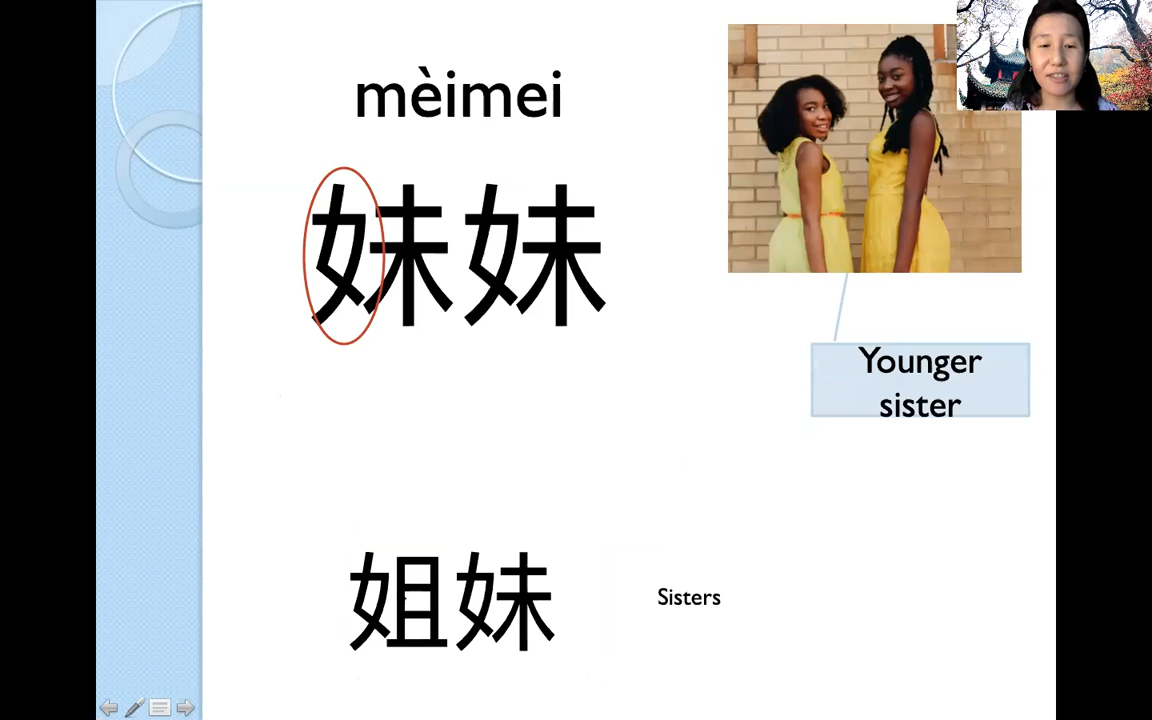 mèimei
妹妹
Younger
sister
姐妹
Sisters